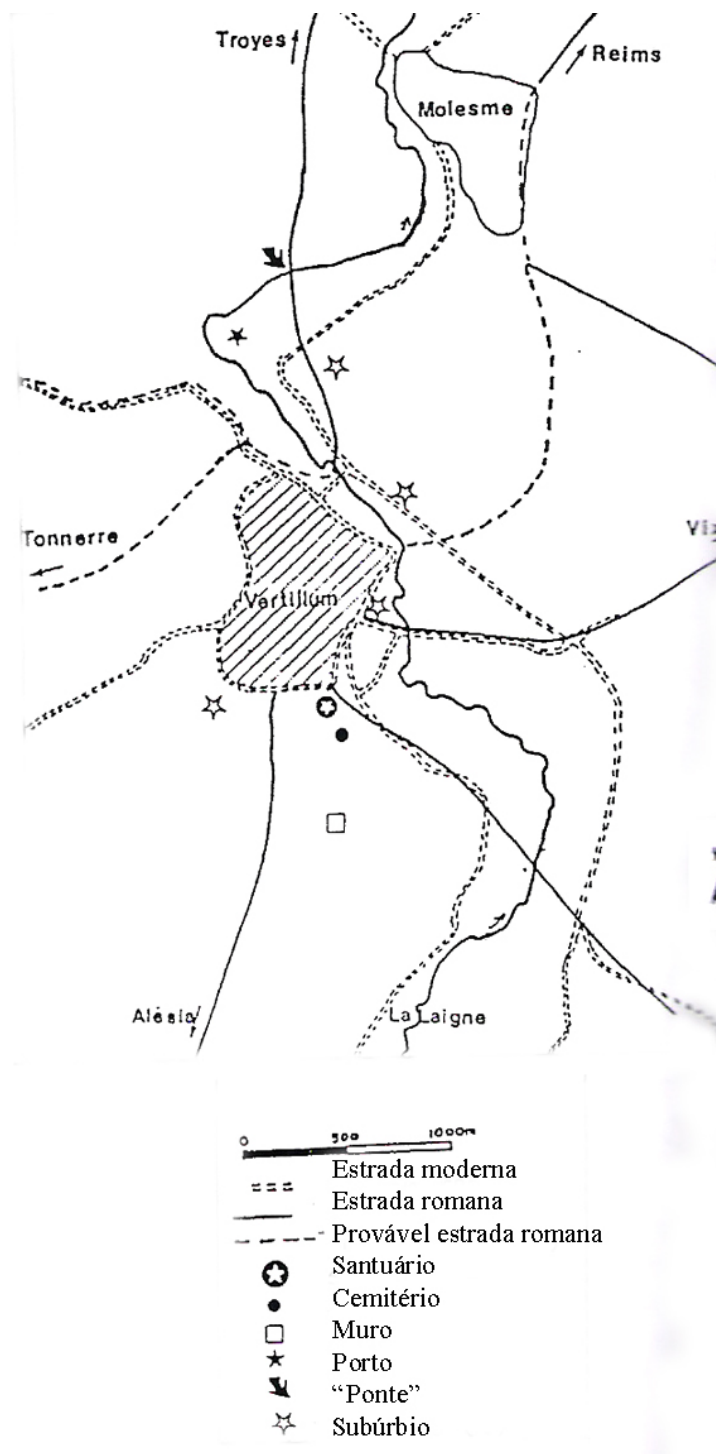 Troyes
Reims
Molesme
Tonnerre
Vertillum
Alésia
La Laigne
0 500 1000m
Estrada moderna
Estrada romana
Provável estrada romana
Santuário
Cemitério
Muro
Porto
“Ponte”
Subúrbio